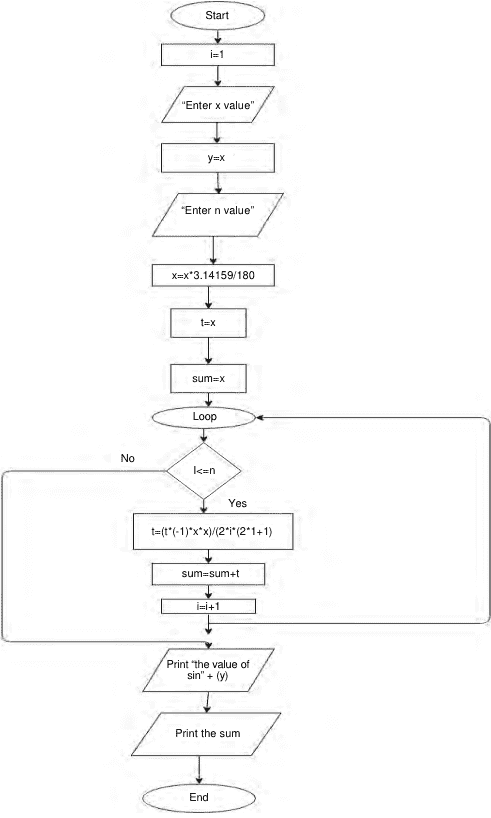 Start
i=1
“Enter x value”
y=x
“Enter n value”
x=x*3.14159/180
t=x
sum=x
Loop
No
I<=n
Yes
t=(t*(-1)*x*x)/(2*i*(2*1+1)
sum=sum+t
i=i+1
Print “the value of
sin” + (y)
Print the sum
End